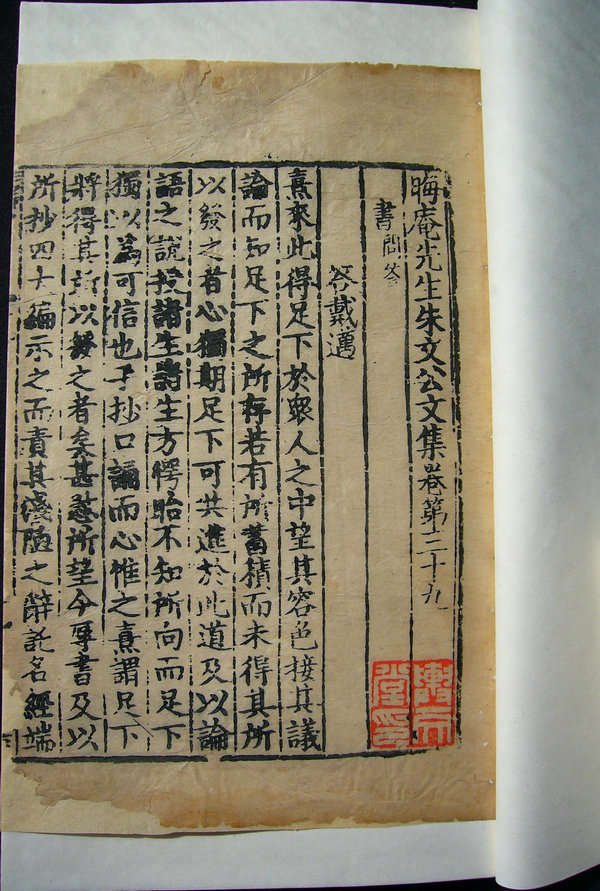 晦庵先生朱文公文集卷第三十九
書問荅
荅戴邁
熹來此得足下於衆人之中望其容色接其議
論而知足下之所存若有所蓄積而未得其所
以發之者心獨期足下可共進於此道及以論
語之說授諸生諸生方愕眙不知所向而足下
獨以為可信也手抄口誦而心惟之熹謂足下
將得其所以發之者矣甚慰所望今辱書及以
所抄四大編示之而責其淺陋之辭託名經端